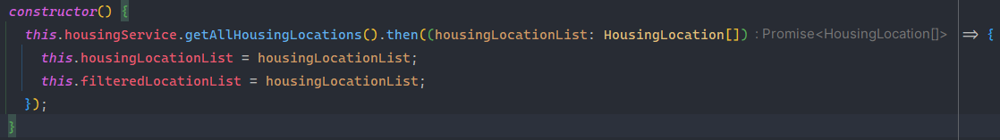 constructor() {
this.housingService.getAllHousingLocations().then((housingLocationList: HousingLocation[]) : Promise<HousingLocation[]> => {
this.housingLocationList = housingLocationList;
this.filteredLocationList = housingLocationList;
});
}